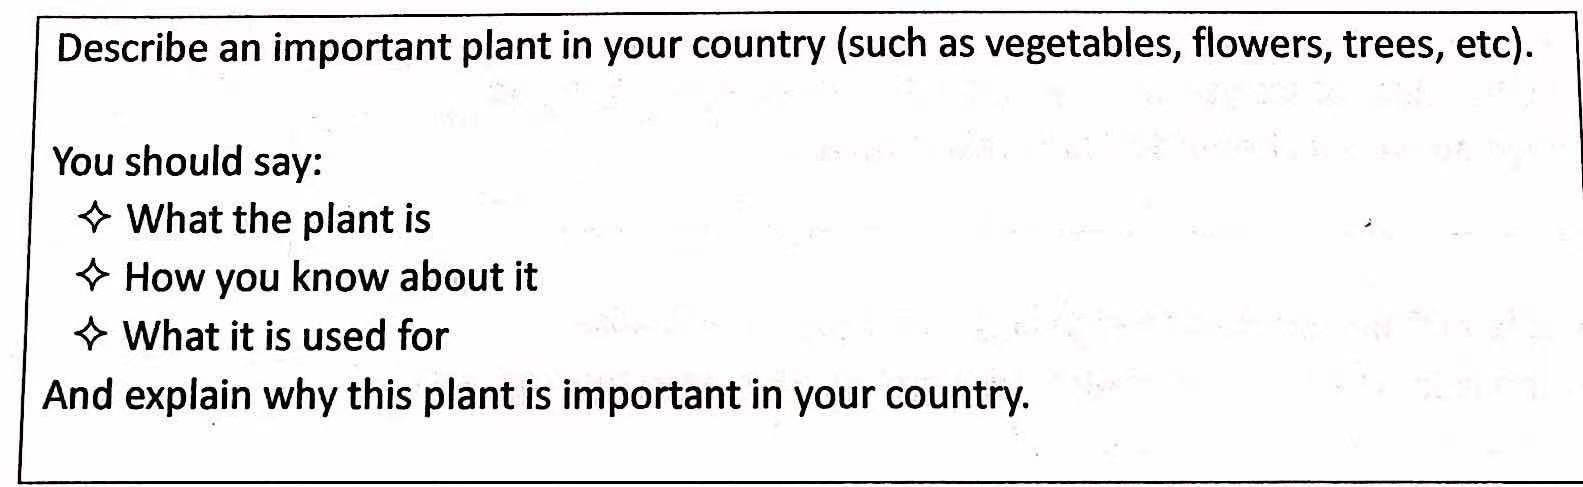 Describe an important plant in your country (such as vegetables, flowers, trees, etc).
You should say:
✧ What the plant is
✧ How you know about it
✧ What it is used for
And explain why this plant is important in your country.